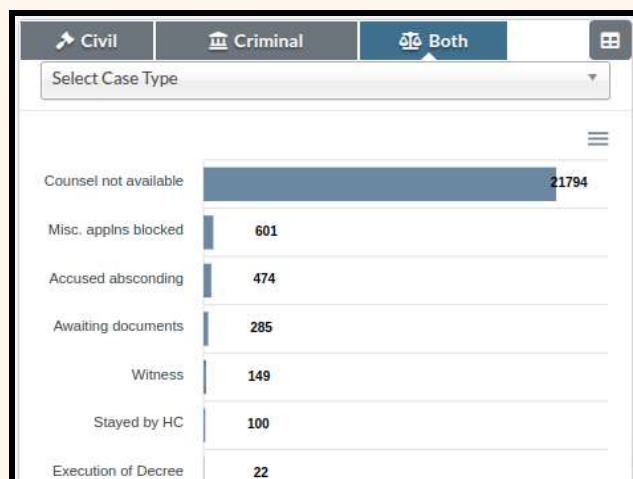 Civil Criminal Both
Select Case Type
Counsel not available 21794
Misc. applns blocked 601
Accused absconding 474
Awaiting documents 285
Witness 149
Stayed by HC 100
Execution of Decree 22